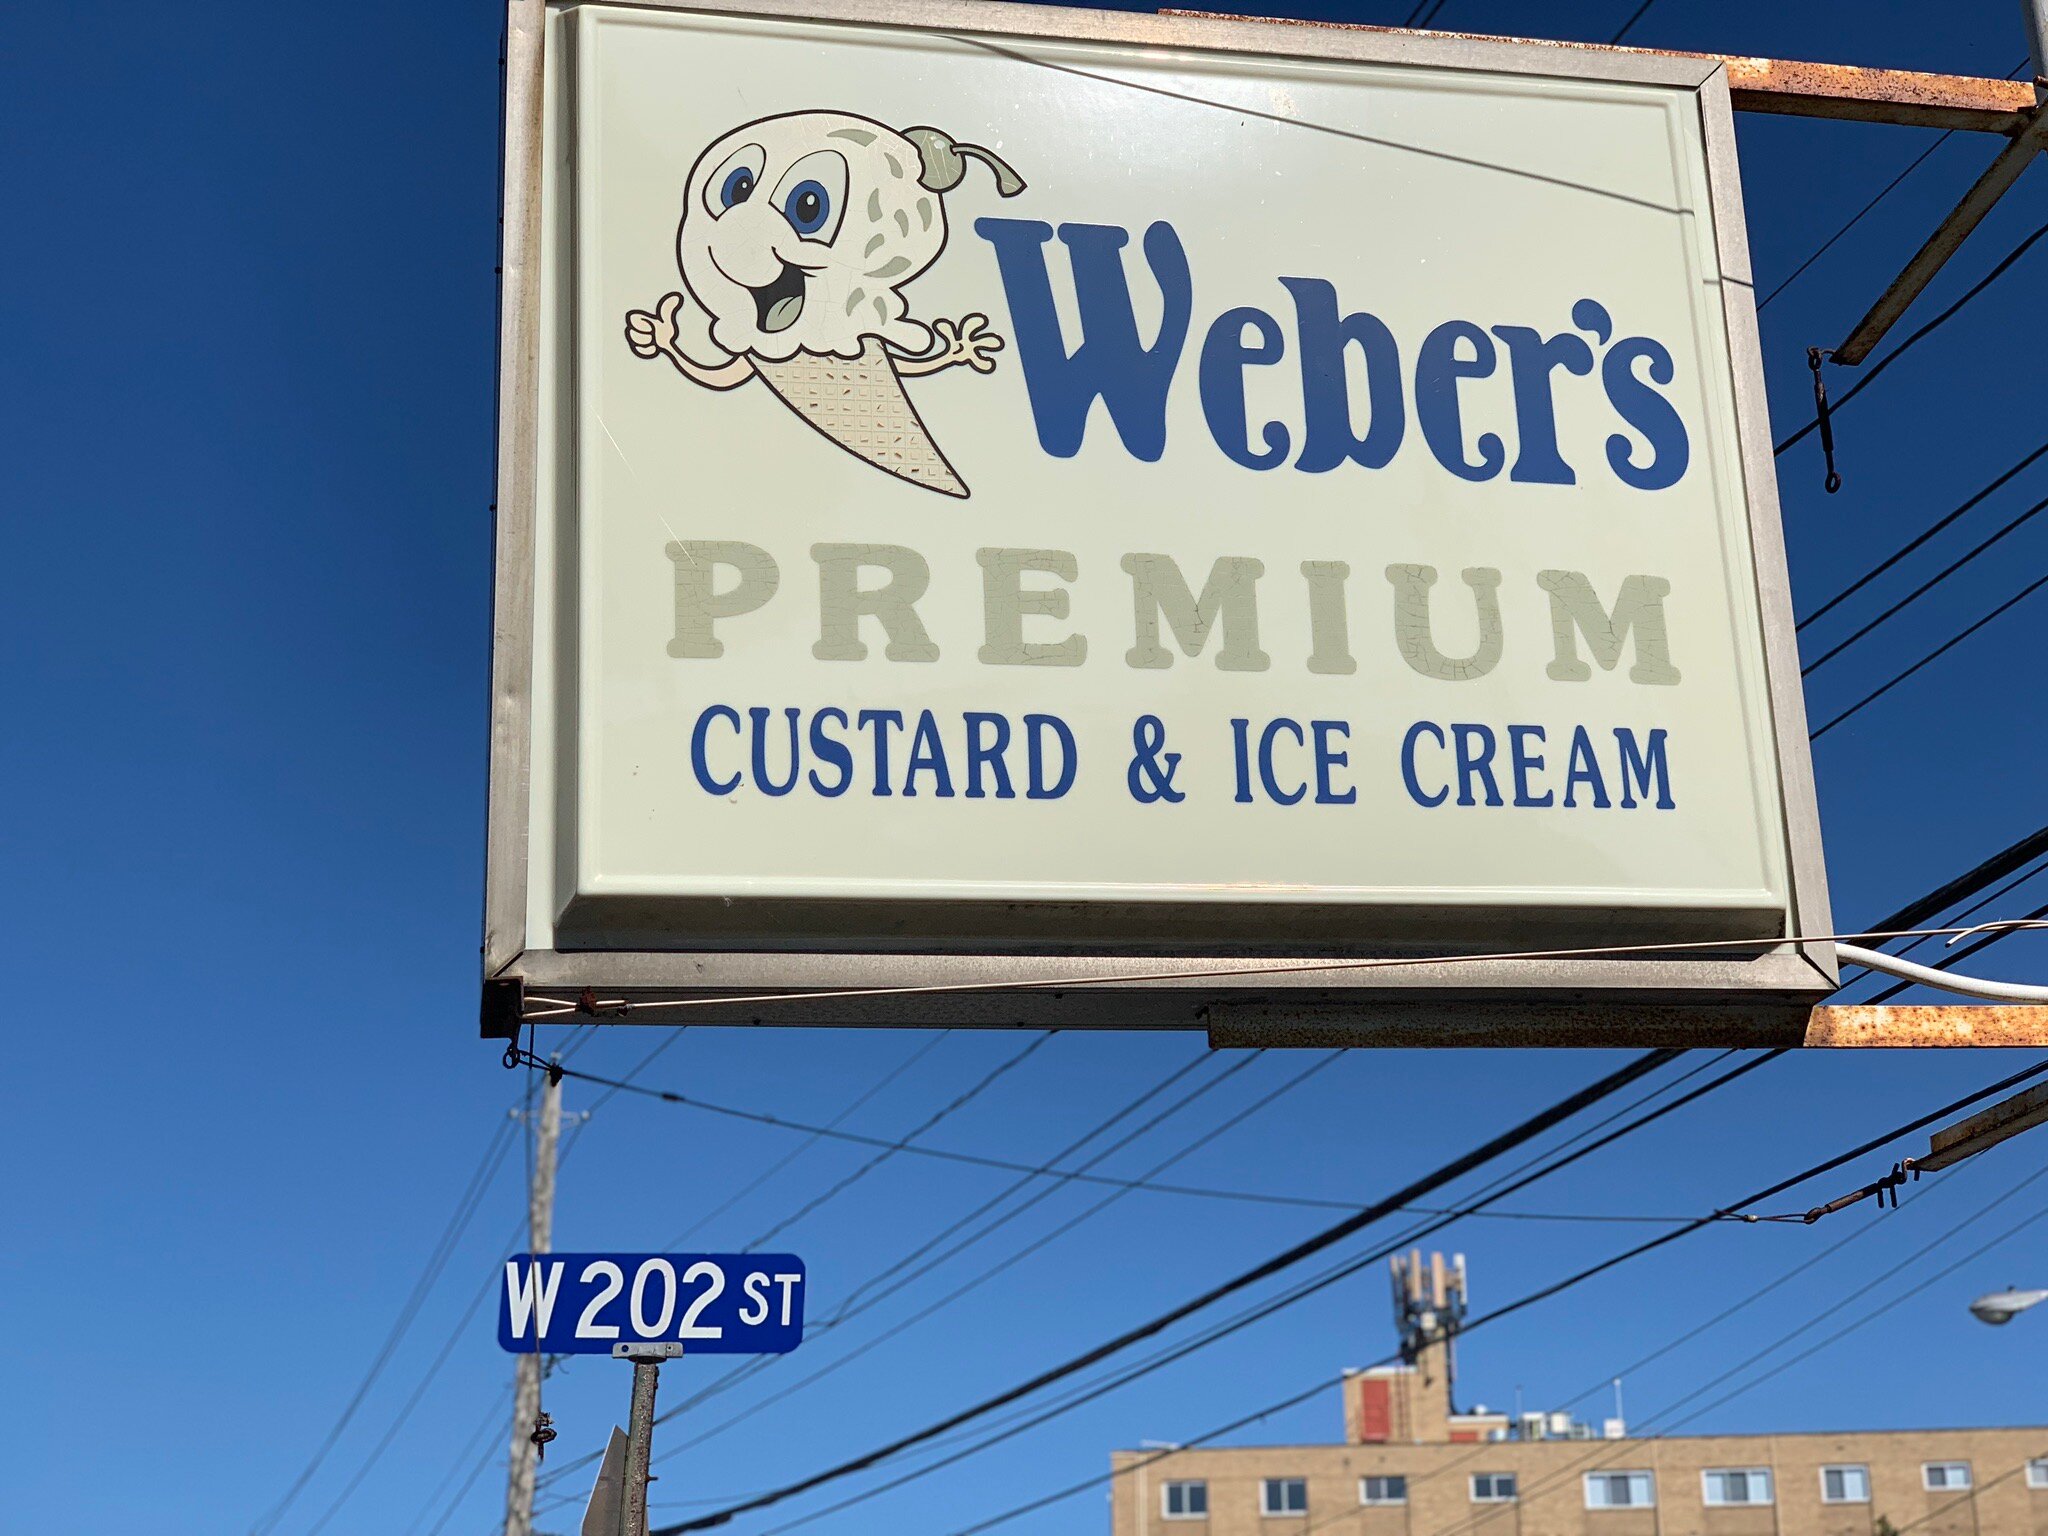 Weber's
PREMIUM
CUSTARD & ICE CREAM
W 202 ST